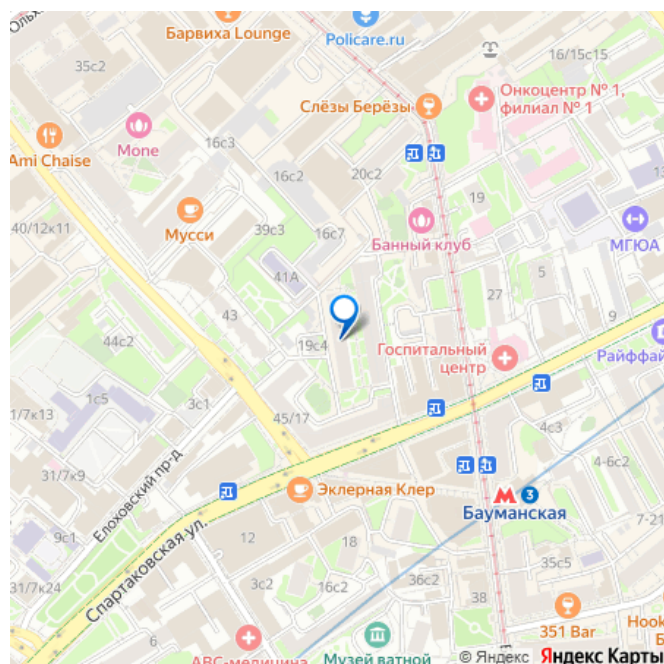 Барвиха Lounge
Policare.ru
35с2
16/15с15
Онкоцентр № 1,
филиал № 1
Слёзы Берёзы
Mone
16с3
Ami Chaise
16с2
20с2
19
Мусси
39с3
16с7
Банный клуб
МГЮА
40/12к11
41А
5
27
43
9
44с2
19с4
Госпитальный
центр
Райффай
1с5
3с1
45/17
31/7к9
Елоховский пр-д
4с3
4-6с2
Эклерная Клер
3
Бауманская
7-21
9с1
Спартаковская ул.
12
18
35с5
31/7к24
3с2
16с2
36с2
38
351 Bar
Hook
АВС-медицина
Музей ватной
© Яндекс Яндекс Карты